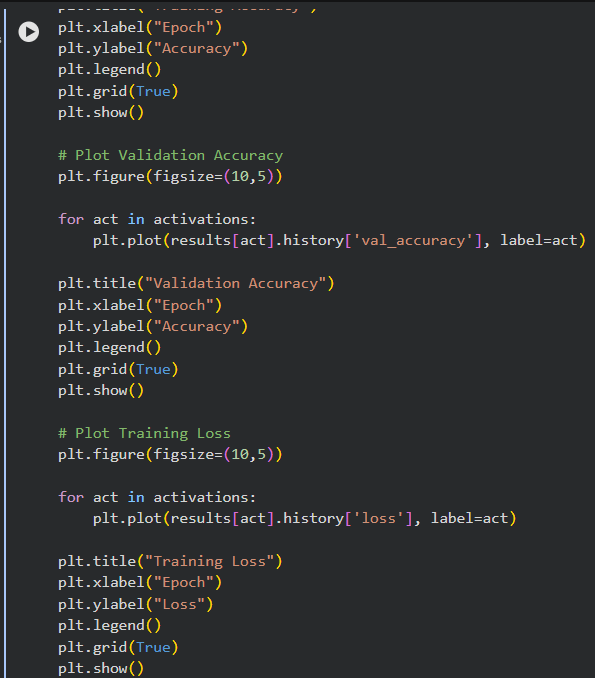 plt.title("Training Accuracy")
plt.xlabel("Epoch")
plt.ylabel("Accuracy")
plt.legend()
plt.grid(True)
plt.show()
# Plot Validation Accuracy
plt.figure(figsize=(10,5))
for act in activations:
    plt.plot(results[act].history['val_accuracy'], label=act)
plt.title("Validation Accuracy")
plt.xlabel("Epoch")
plt.ylabel("Accuracy")
plt.legend()
plt.grid(True)
plt.show()
# Plot Training Loss
plt.figure(figsize=(10,5))
for act in activations:
    plt.plot(results[act].history['loss'], label=act)
plt.title("Training Loss")
plt.xlabel("Epoch")
plt.ylabel("Loss")
plt.legend()
plt.grid(True)
plt.show()